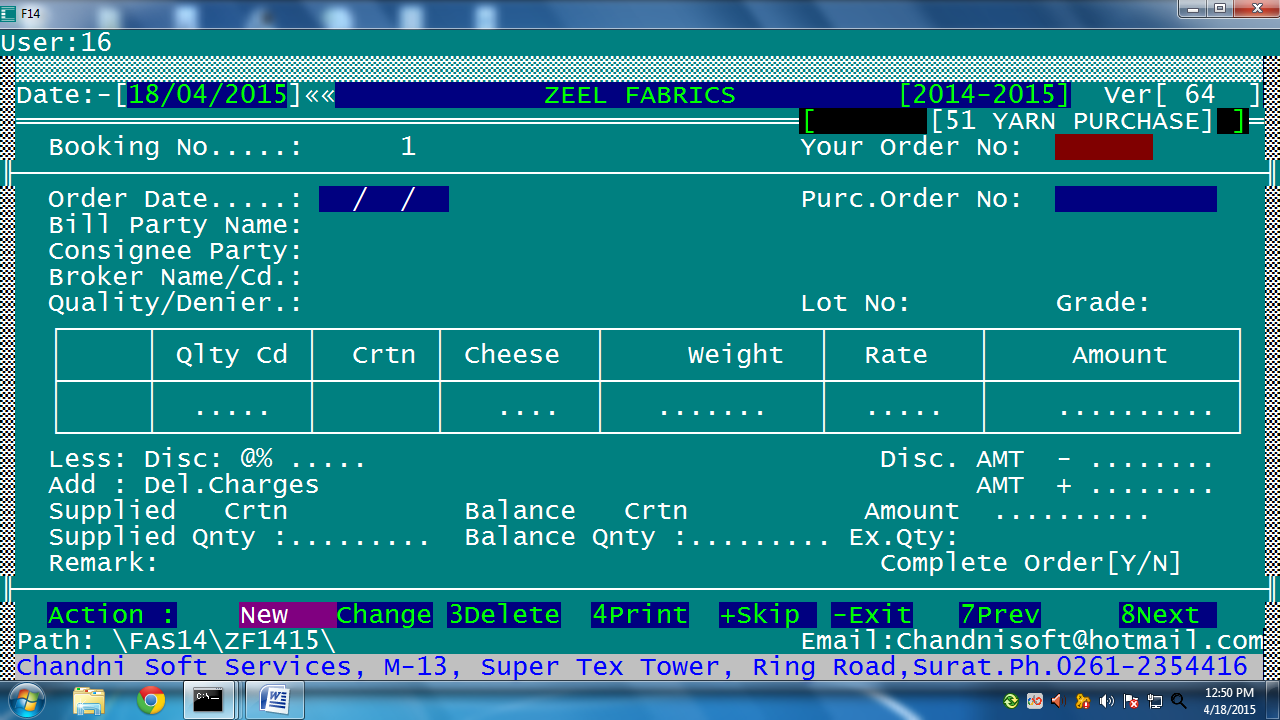 F14
User:16
Date:-[18/04/2015]«« ZEEL FABRICS [2014-2015] Ver[ 64 ]
[ [51 YARN PURCHASE] ]
Booking No.....: 1 Your Order No:
Order Date.....: / / Purc.Order No:
Bill Party Name:
Consignee Party:
Broker Name/Cd.:
Quality/Denier.: Lot No: Grade:
Qlty Cd Crtn Cheese Weight Rate Amount
..... .... ....... ..... ..........
Less: Disc: @% ..... Disc. AMT - ........
Add : Del.Charges AMT + ........
Supplied Crtn Balance Crtn Amount ..........
Supplied Qnty :......... Balance Qnty :......... Ex.Qty:
Remark: Complete Order[Y/N]
Action : New Change 3Delete 4Print +Skip -Exit 7Prev 8Next
Path: \FAS14\ZF1415\ Email:Chandnisoft@hotmail.com
Chandni Soft Services, M-13, Super Tex Tower, Ring Road,Surat.Ph.0261-2354416
12:50 PM
4/18/2015